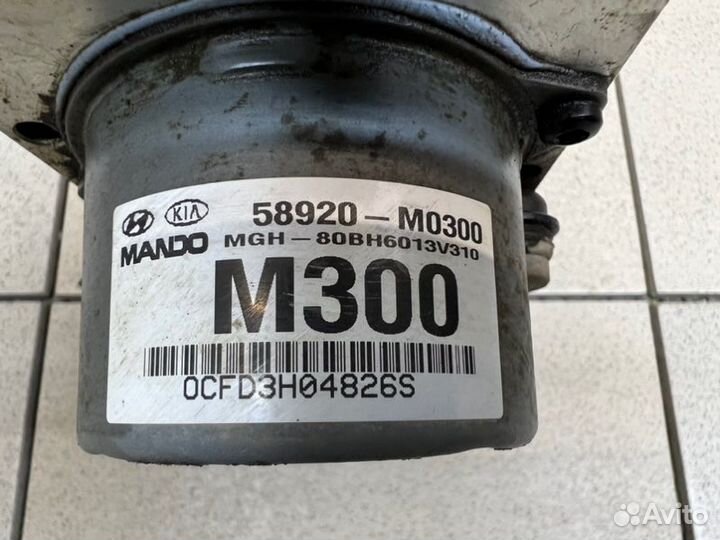 KIA 58920-M0300
MANDO MGH-80BH6013V310
M300
0CFD3H04826S
Avito